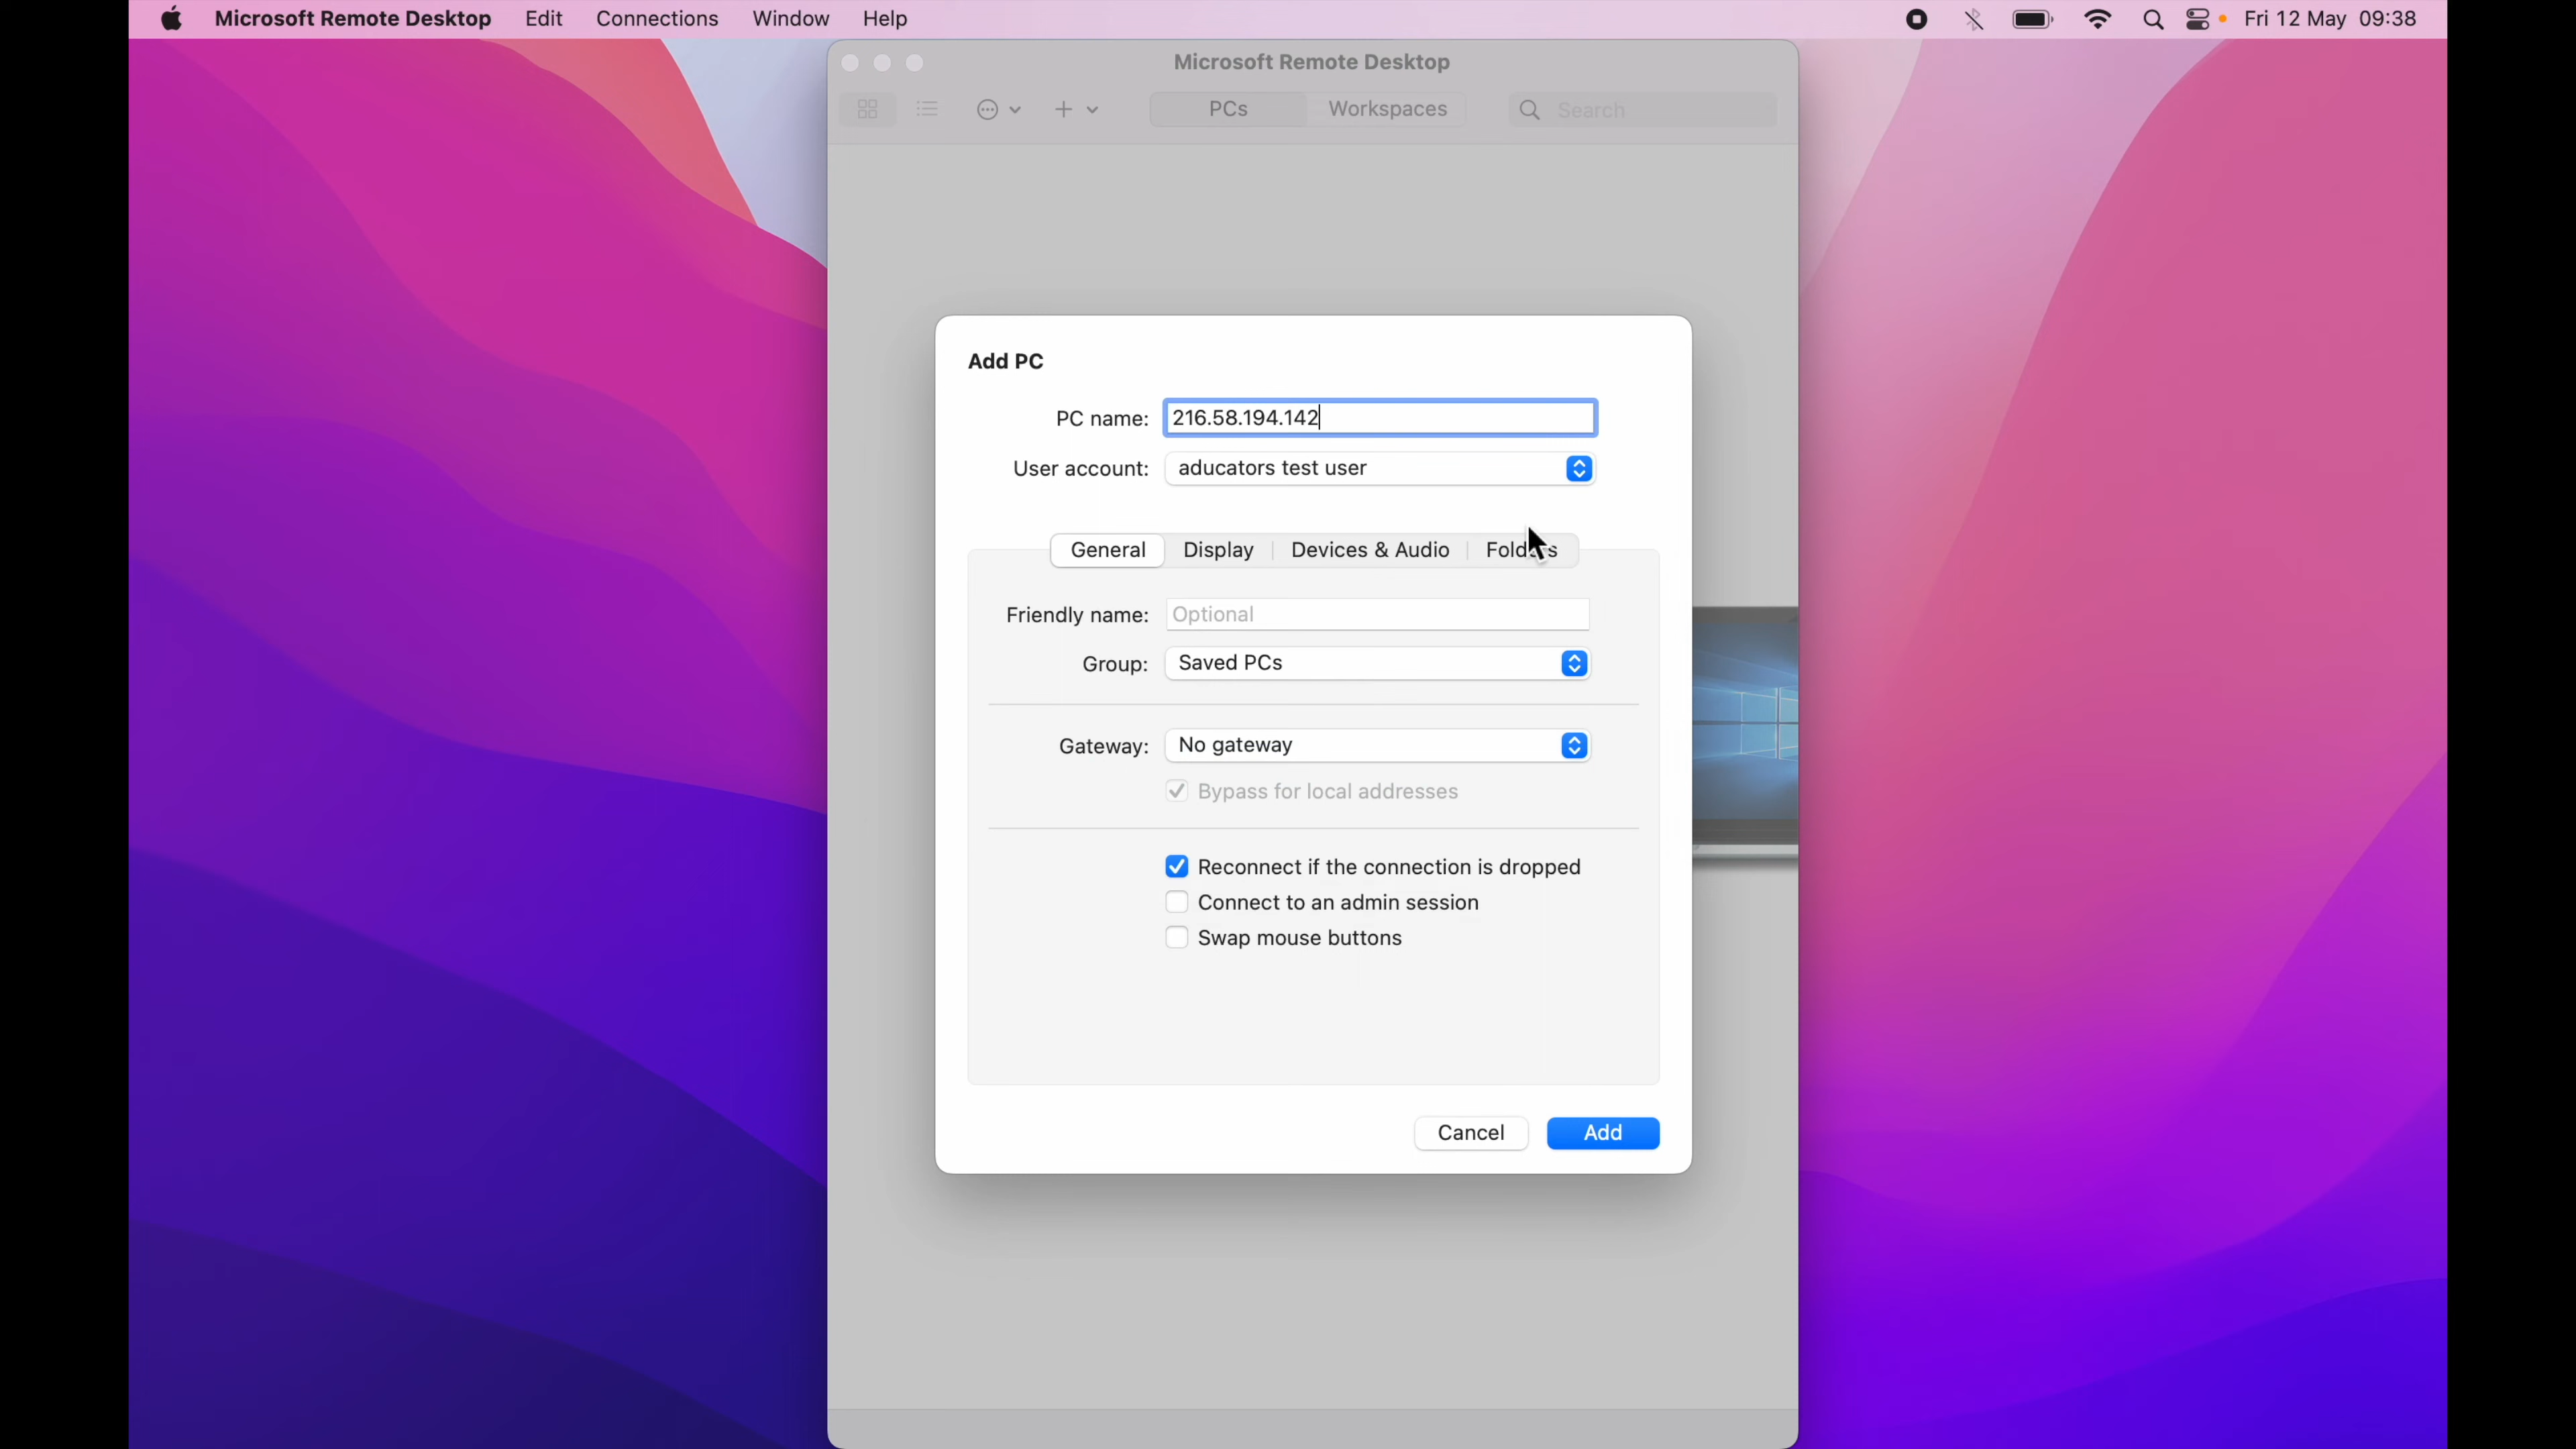 Microsoft Remote Desktop Edit Connections Window Help Fri 12 May 09:38
Microsoft Remote Desktop
PCs Workspaces Search
Add PC
PC name: 216.58.194.142
User account: aducators test user
General Display Devices & Audio Folders
Friendly name: Optional
Group: Saved PCs
Gateway: No gateway
Bypass for local addresses
Reconnect if the connection is dropped
Connect to an admin session
Swap mouse buttons
Cancel Add